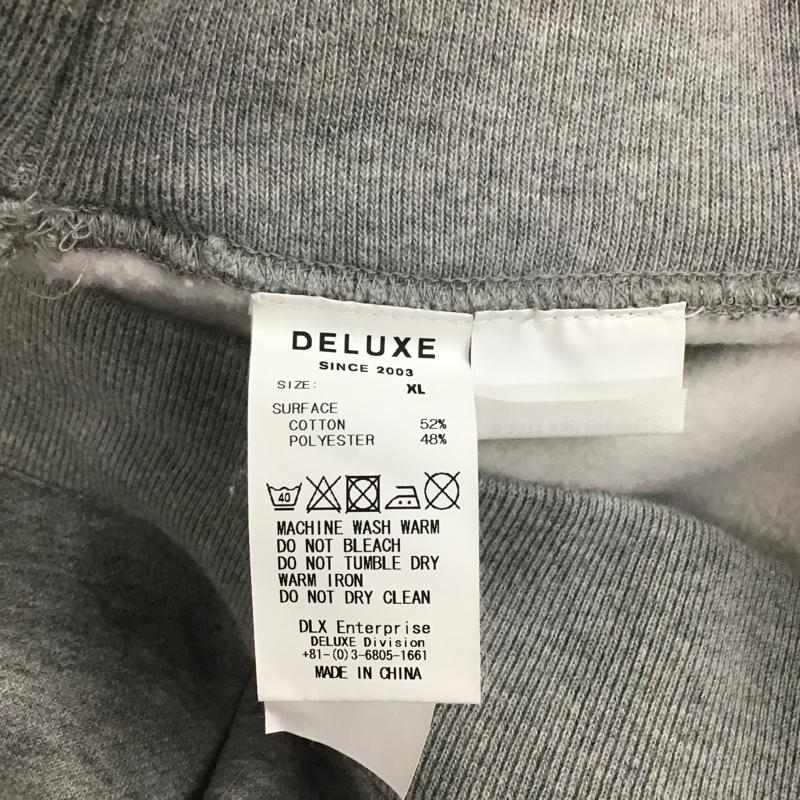 DELUXE
SINCE 2003
SIZE: XL
SURFACE
COTTON 52%
POLYESTER 48%
40
MACHINE WASH WARM
DO NOT BLEACH
DO NOT TUMBLE DRY
WARM IRON
DO NOT DRY CLEAN
DLX Enterprise
DELUXE Division
+81-(0)3-6805-1661
MADE IN CHINA